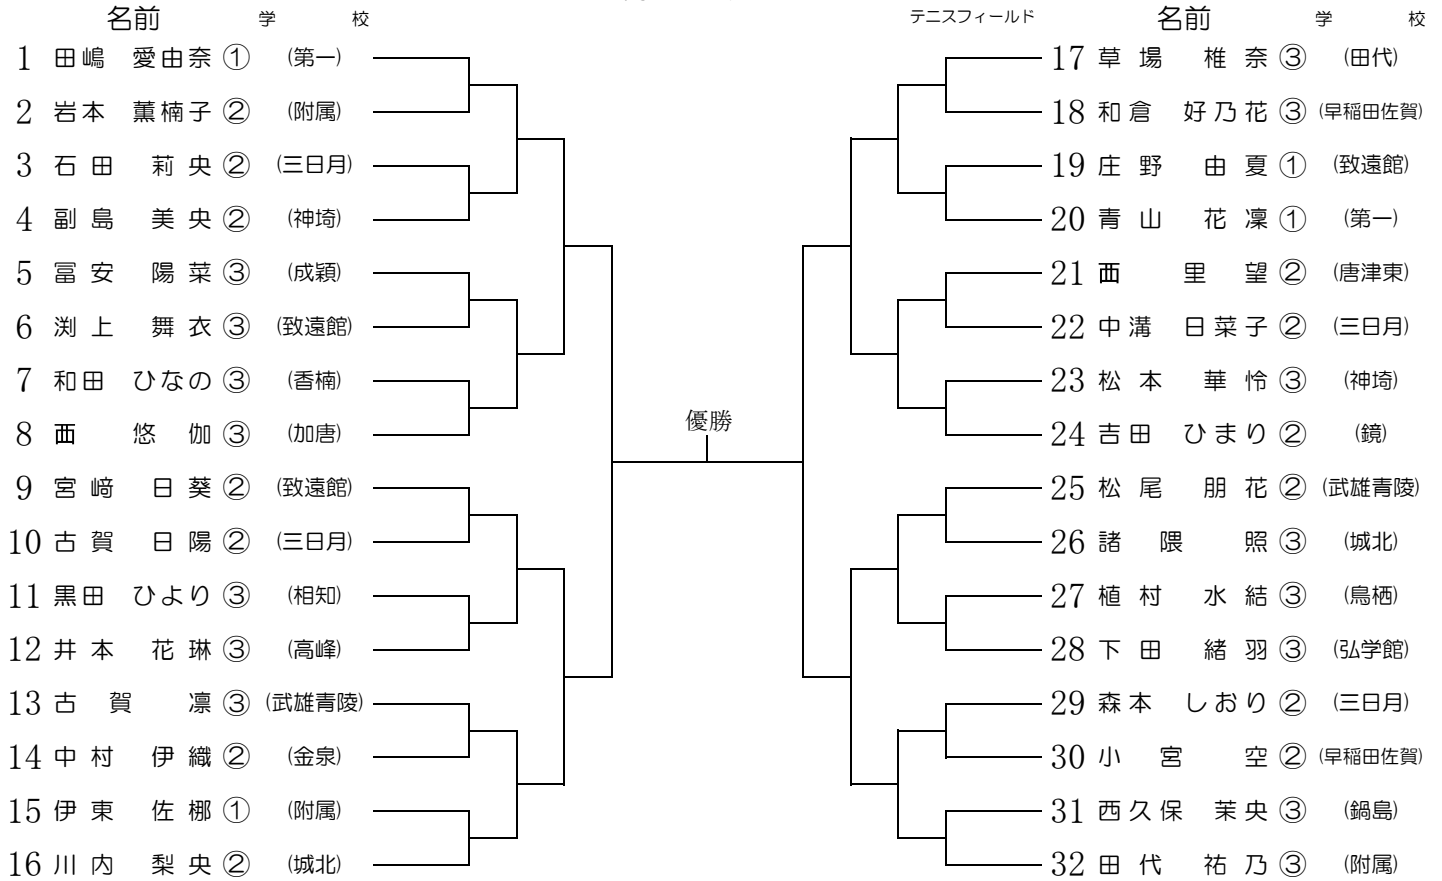 名前 学 校 テニスフィールド 名前 学 校
1 田嶋 愛由奈 ① (第一) 17 草場 椎奈 ③ (田代)
2 岩本 薫楠子 ② (附属) 18 和倉 好乃花 ③ (早稲田佐賀)
3 石田 莉央 ② (三日月) 19 庄野 由夏 ① (致遠館)
4 副島 美央 ② (神埼) 20 青山 花凜 ① (第一)
5 冨安 陽菜 ③ (成穎) 21 西 里望 ② (唐津東)
6 渕上 舞衣 ③ (致遠館) 22 中溝 日菜子 ② (三日月)
7 和田 ひなの ③ (香楠) 23 松本 華怜 ③ (神埼)
8 西 悠伽 ③ (加唐) 24 吉田 ひまり ② (鏡)
優勝
9 宮﨑 日葵 ② (致遠館) 25 松尾 朋花 ② (武雄青陵)
10 古賀 日陽 ② (三日月) 26 諸隈 照 ③ (城北)
11 黒田 ひより ③ (相知) 27 植村 水結 ③ (鳥栖)
12 井本 花琳 ③ (高峰) 28 下田 緒羽 ③ (弘学館)
13 古賀 凛 ③ (武雄青陵) 29 森本 しおり ② (三日月)
14 中村 伊織 ② (金泉) 30 小宮 空 ② (早稲田佐賀)
15 伊東 佐梛 ① (附属) 31 西久保 茉央 ③ (鍋島)
16 川内 梨央 ② (城北) 32 田代 祐乃 ③ (附属)